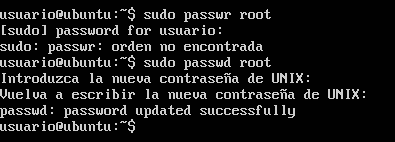 usuario@ubuntu:~$ sudo passwr root
[sudo] password for usuario:
sudo: passwr: orden no encontrada
usuario@ubuntu:~$ sudo passwd root
Introduzca la nueva contraseña de UNIX:
Vuelva a escribir la nueva contraseña de UNIX:
passwd: password updated successfully
usuario@ubuntu:~$